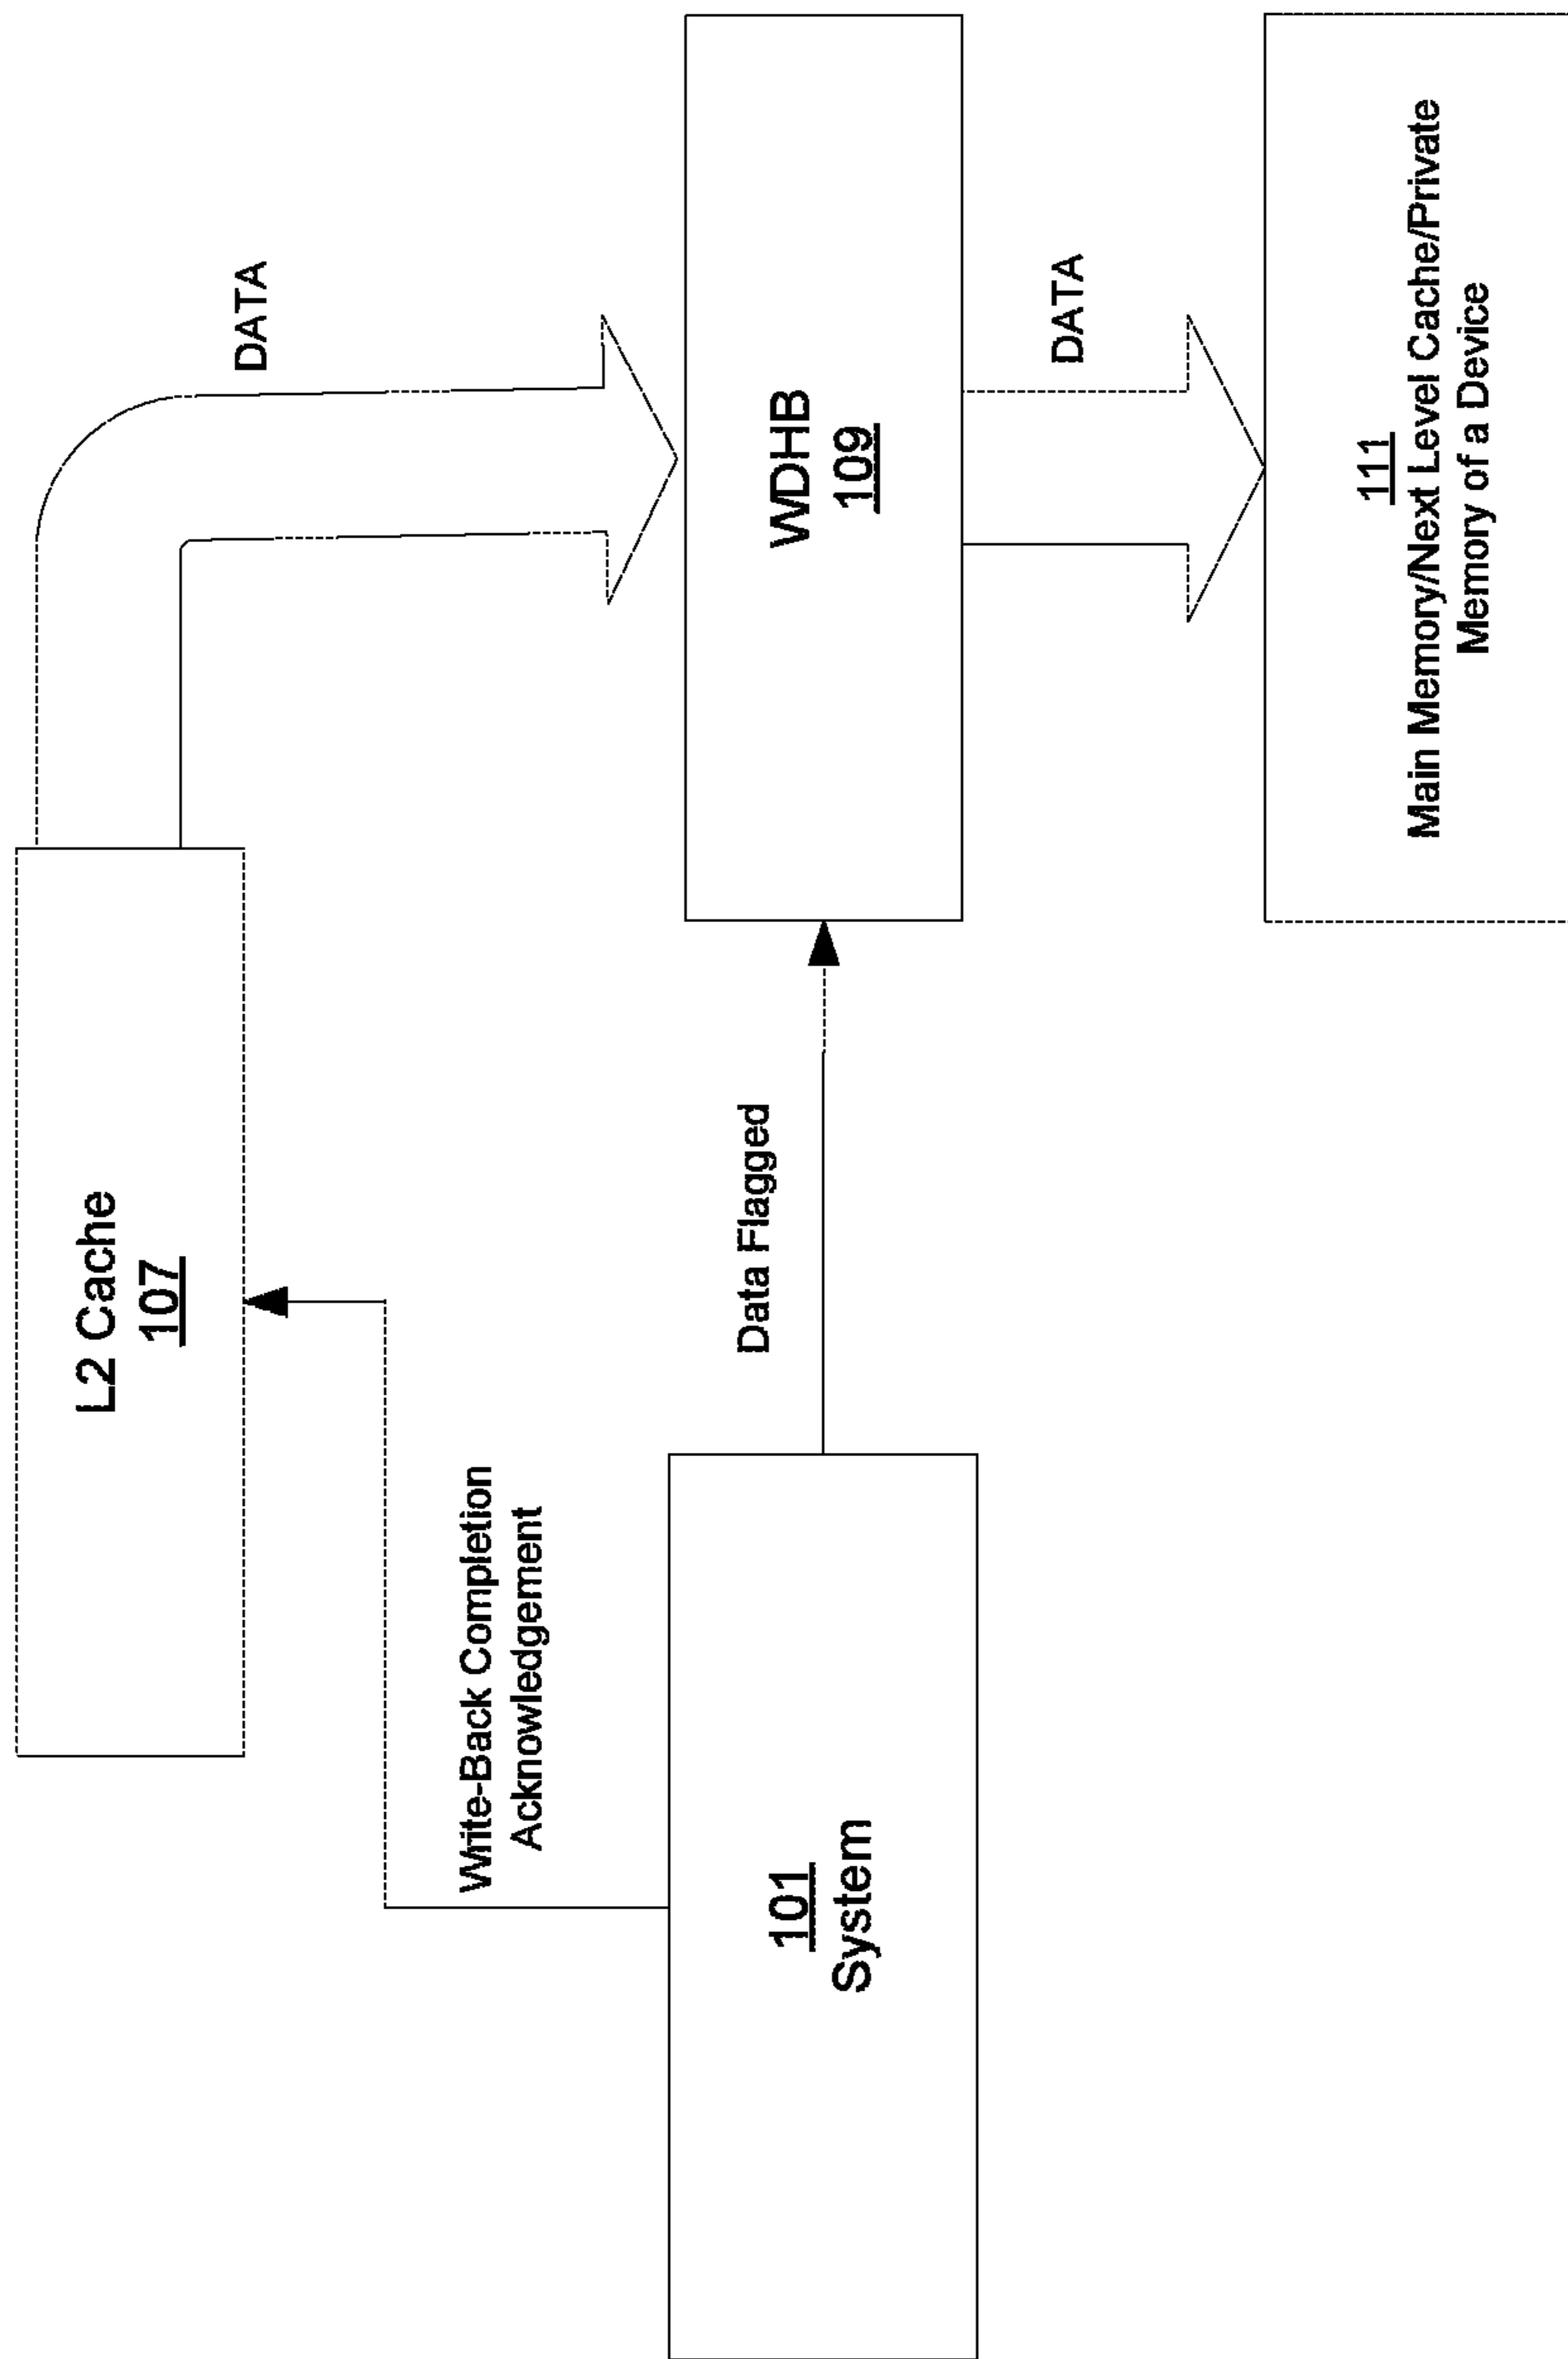 L2 Cache
107
DATA
Write-Back Completion
Acknowledgement
Data Flagged
101
System
WDHB
109
DATA
111
Main Memory/Next Level Cache/Private
Memory of a Device